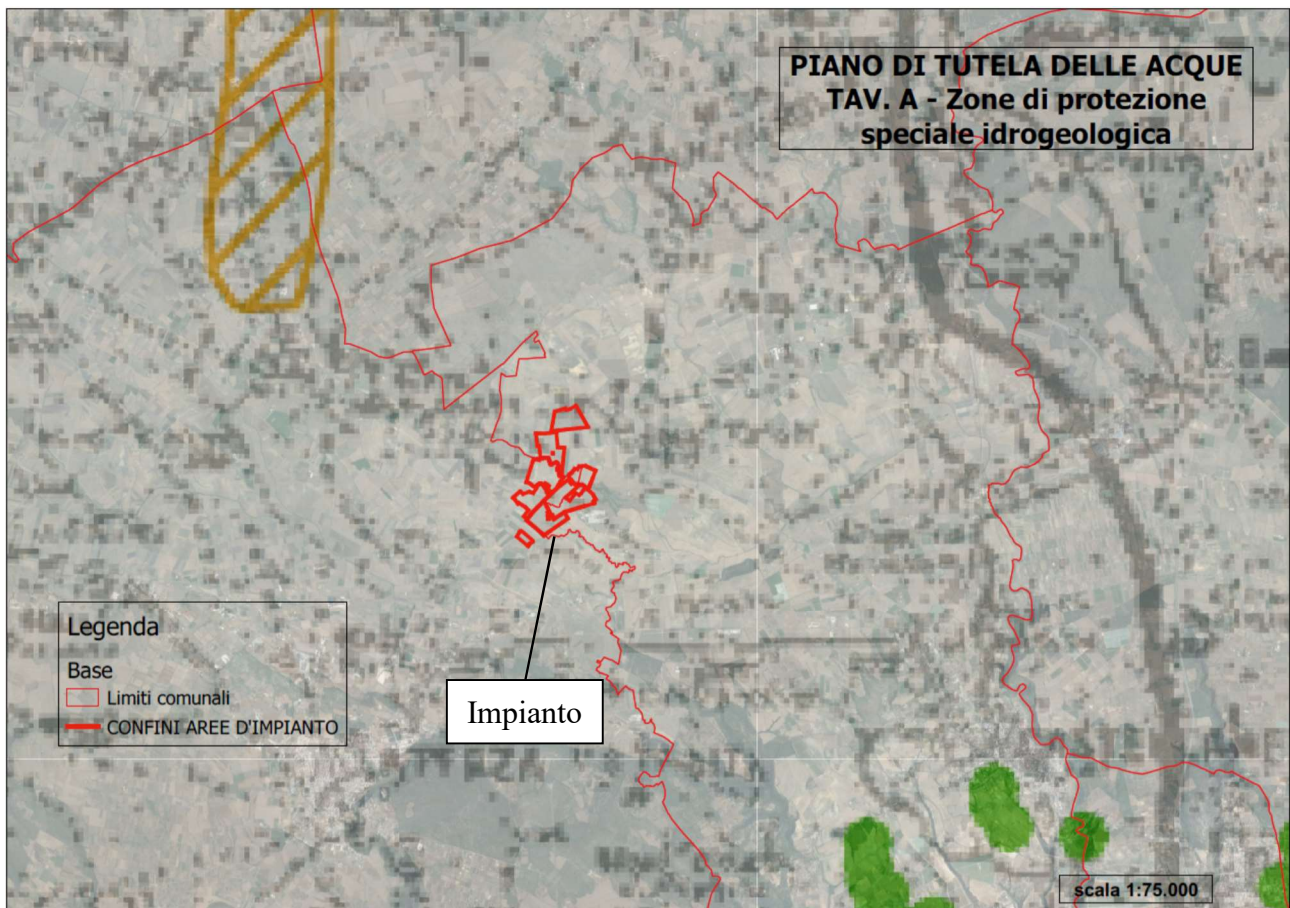 PIANO DI TUTELA DELLE ACQUE
TAV. A - Zone di protezione
speciale idrogeologica
Legenda
Base
Limiti comunali
CONFINI AREE D'IMPIANTO
Impianto
scala 1:75.000